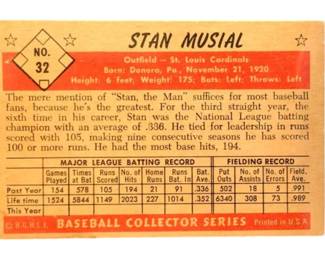 NO.
32
STAN MUSIAL
Outfield — St. Louis Cardinals
Born: Donora, Pa., November 21, 1920
Height: 6 feet, Weight: 175; Bats: Left; Throws: Left
The mere mention of "Stan, the Man" suffices for most baseball
fans, because he's the greatest. For the third straight year, the
sixth time in his career, Stan was the National League batting
champion with an average of .336. He tied for leadership in runs
scored with 105, making nine consecutive seasons he has scored
100 or more runs. He had the most base hits, 194.
MAJOR LEAGUE BATTING RECORD FIELDING RECORD
Games Played Times at Bat Runs Scored No. of Hits Home Runs Runs Bat. In Bat. Ave. Put Outs No. of Assists No. of Errors Field. Avg.
Past Year 154 578 105 194 21 91 .336 502 18 5 .991
Life time 1524 5844 1149 2023 227 923 .352 6340 308 73 .989
This Year
© B.G.H.L.I. BASEBALL COLLECTOR SERIES Printed in U.S.A.